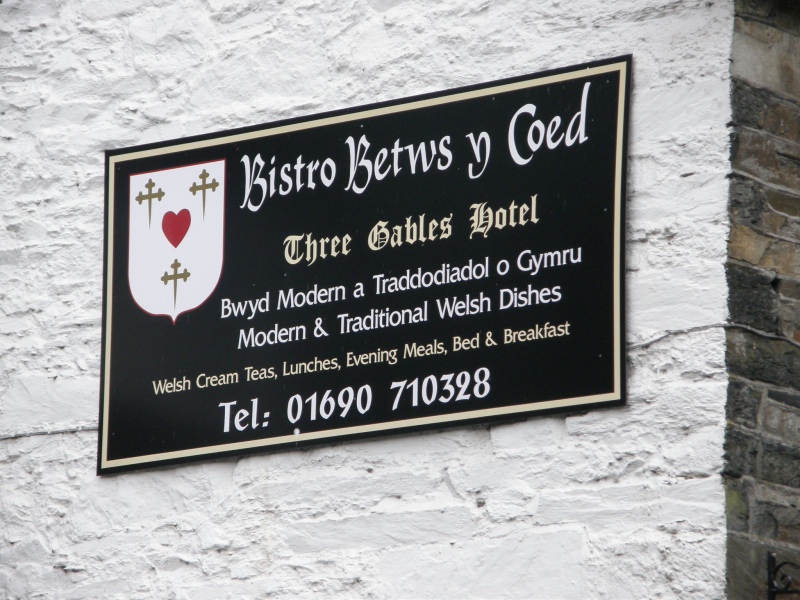 Bistro Betws y Coed
Three Gables Hotel
Bwyd Modern a Traddodiadol o Gymru
Modern & Traditional Welsh Dishes
Welsh Cream Teas, Lunches, Evening Meals, Bed & Breakfast
Tel: 01690 710328